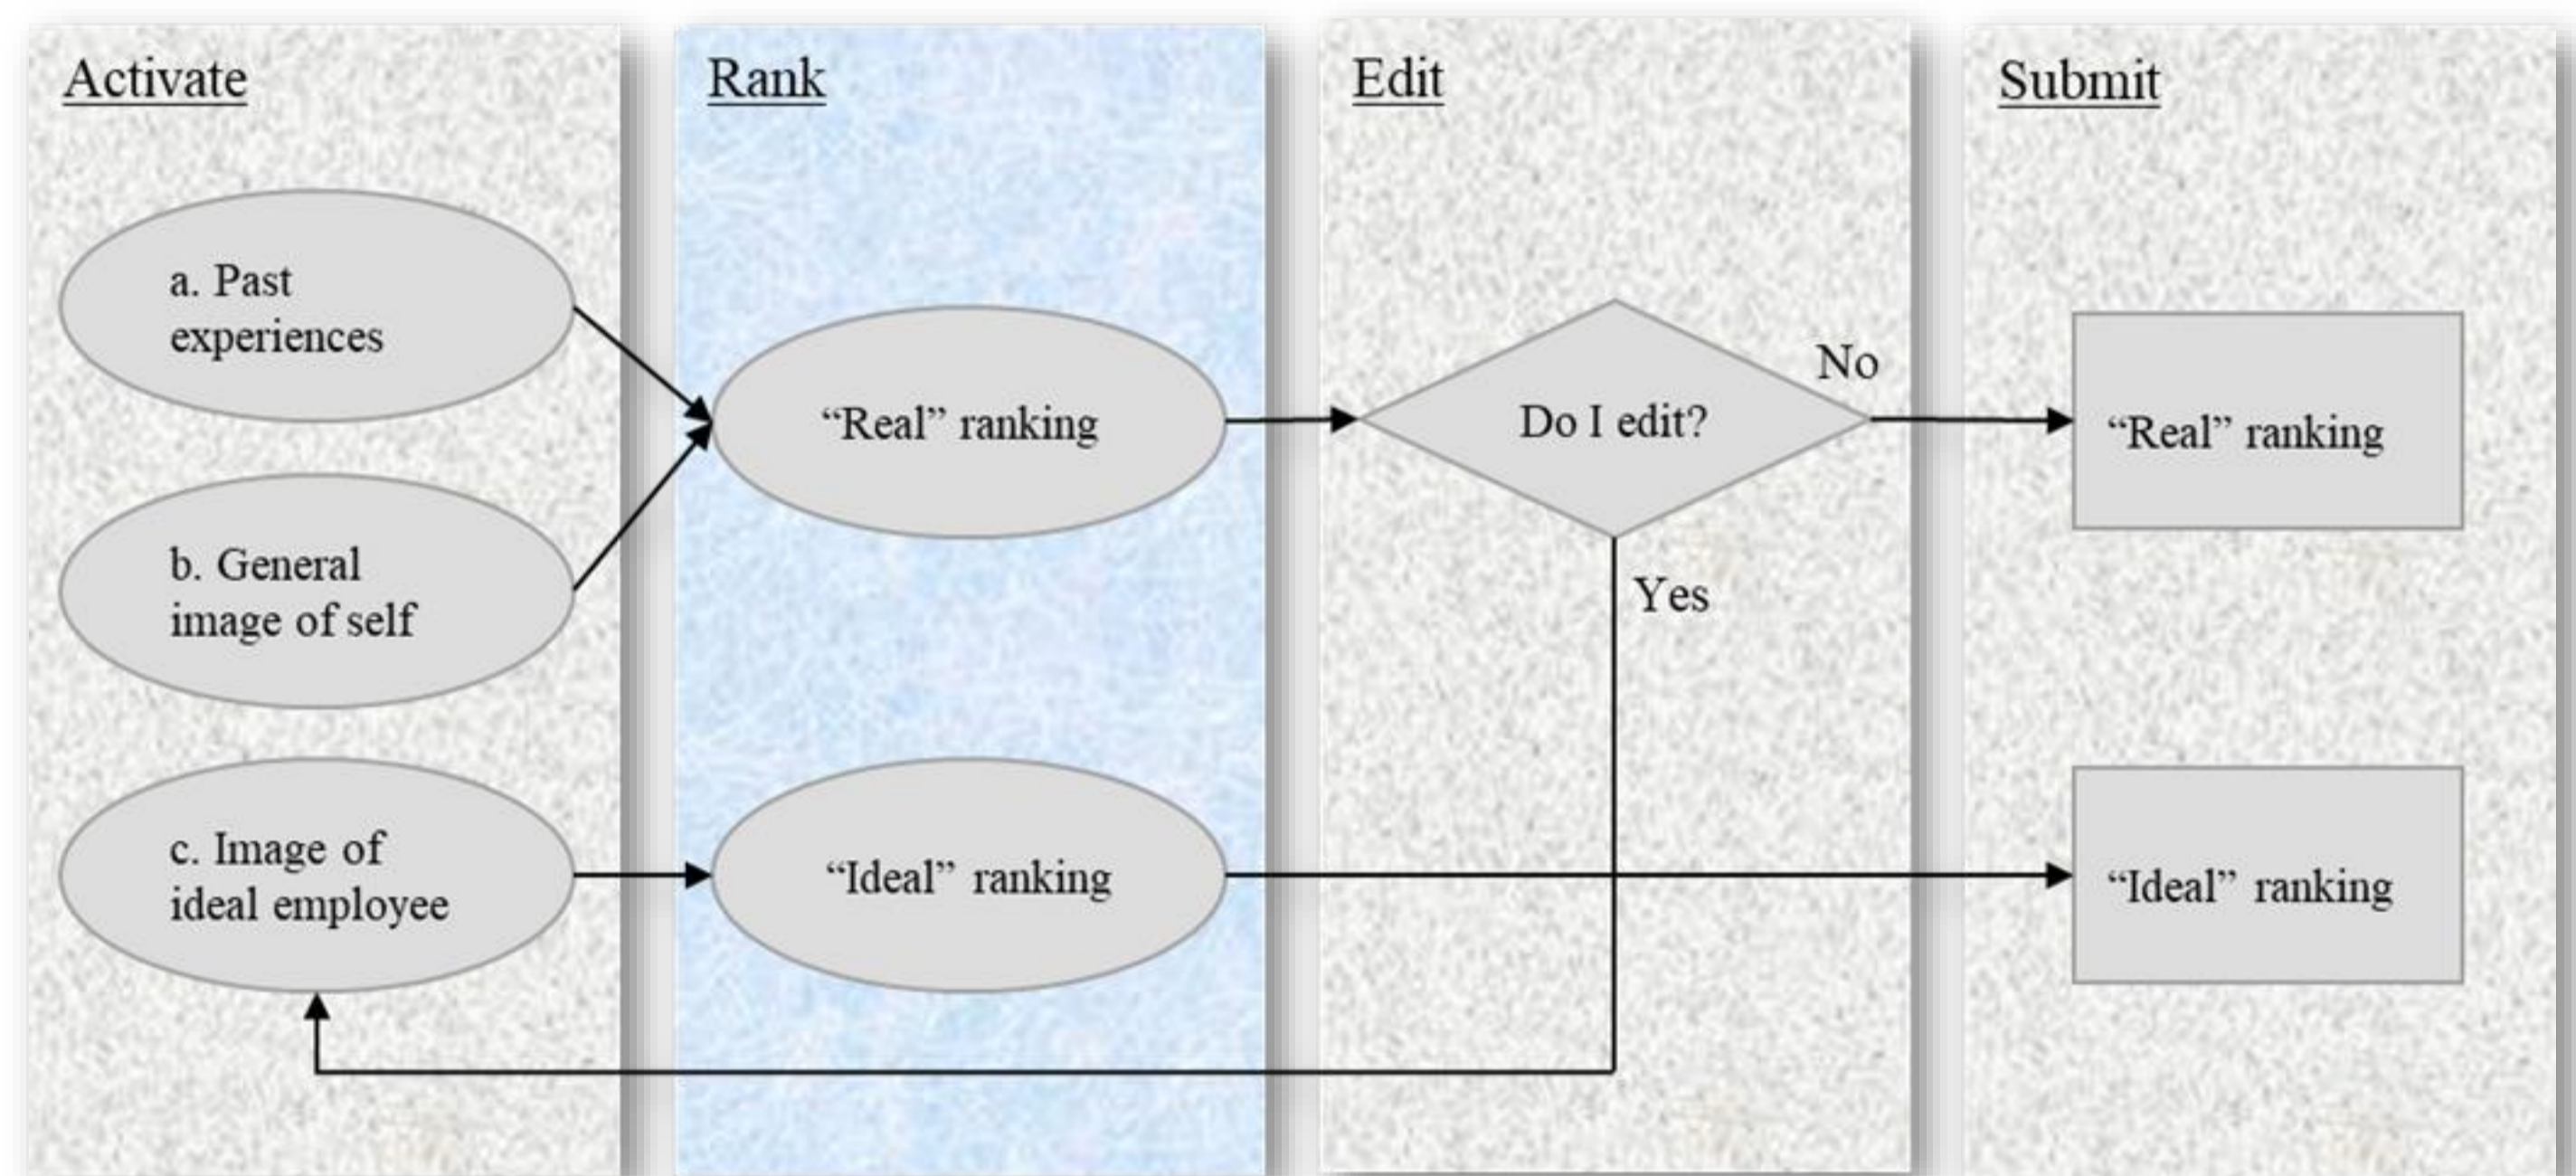 Activate
a. Past
experiences
b. General
image of self
c. Image of
ideal employee
Rank
“Real” ranking
“Ideal” ranking
Edit
Do I edit?
No
Yes
Submit
“Real” ranking
“Ideal” ranking